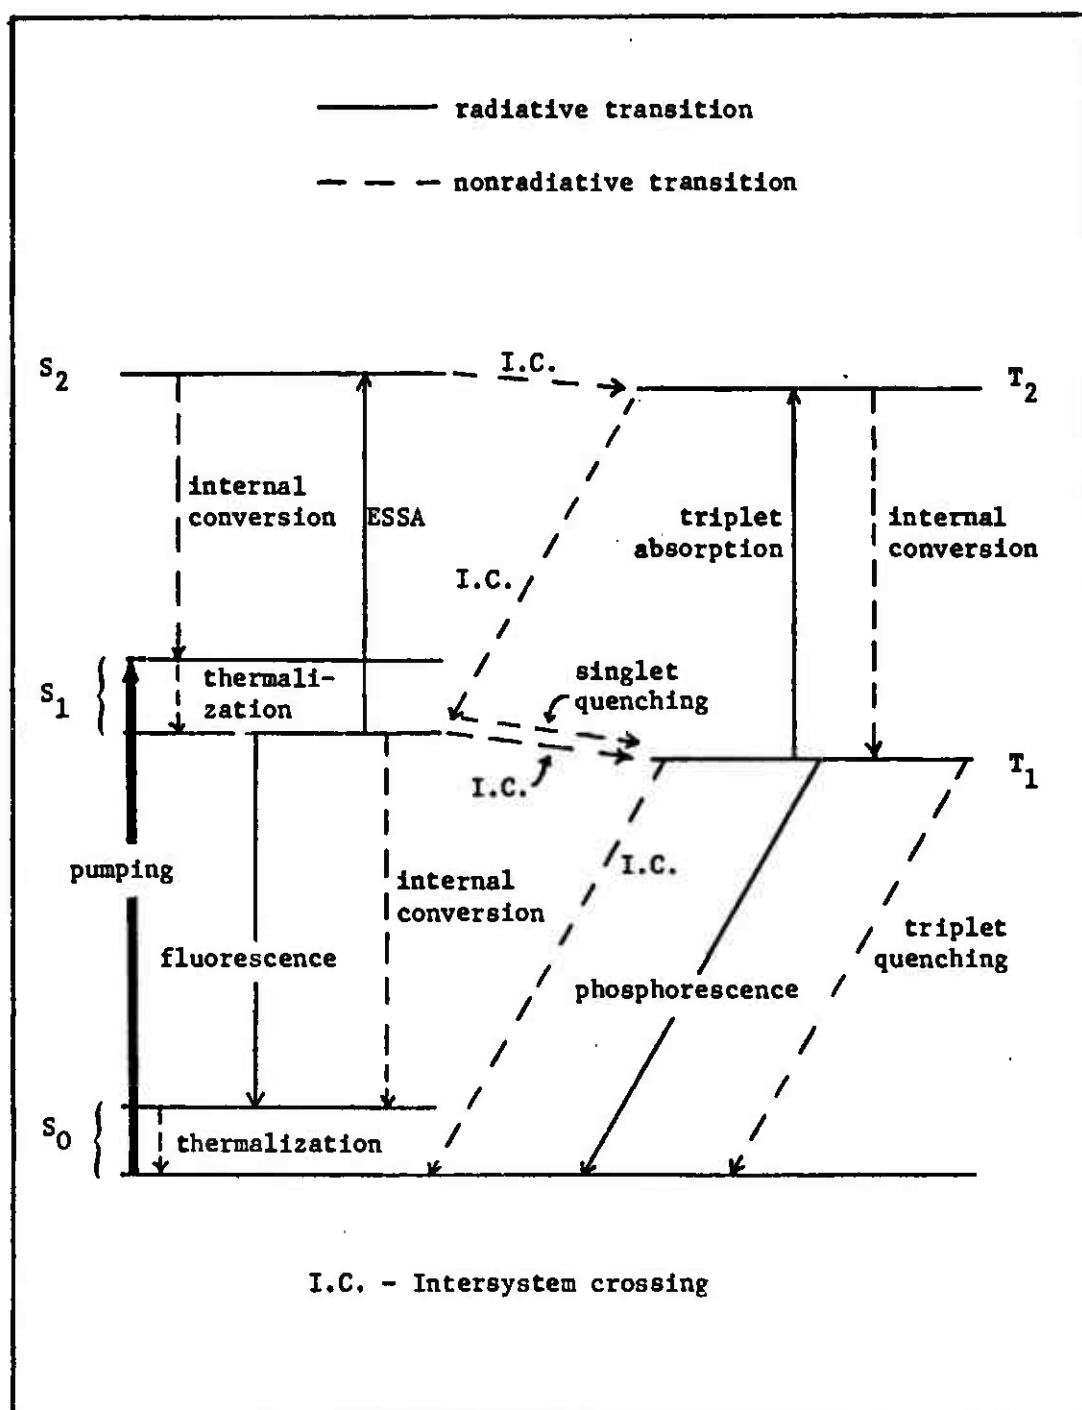 radiative transition
nonradiative transition
S2
I.C.
T2
internal
conversion
ESSA
triplet
absorption
internal
conversion
I.C.
S1
thermali-
zation
singlet
quenching
I.C.
T1
pumping
internal
conversion
I.C.
fluorescence
triplet
quenching
phosphorescence
S0
thermalization
I.C. - Intersystem crossing